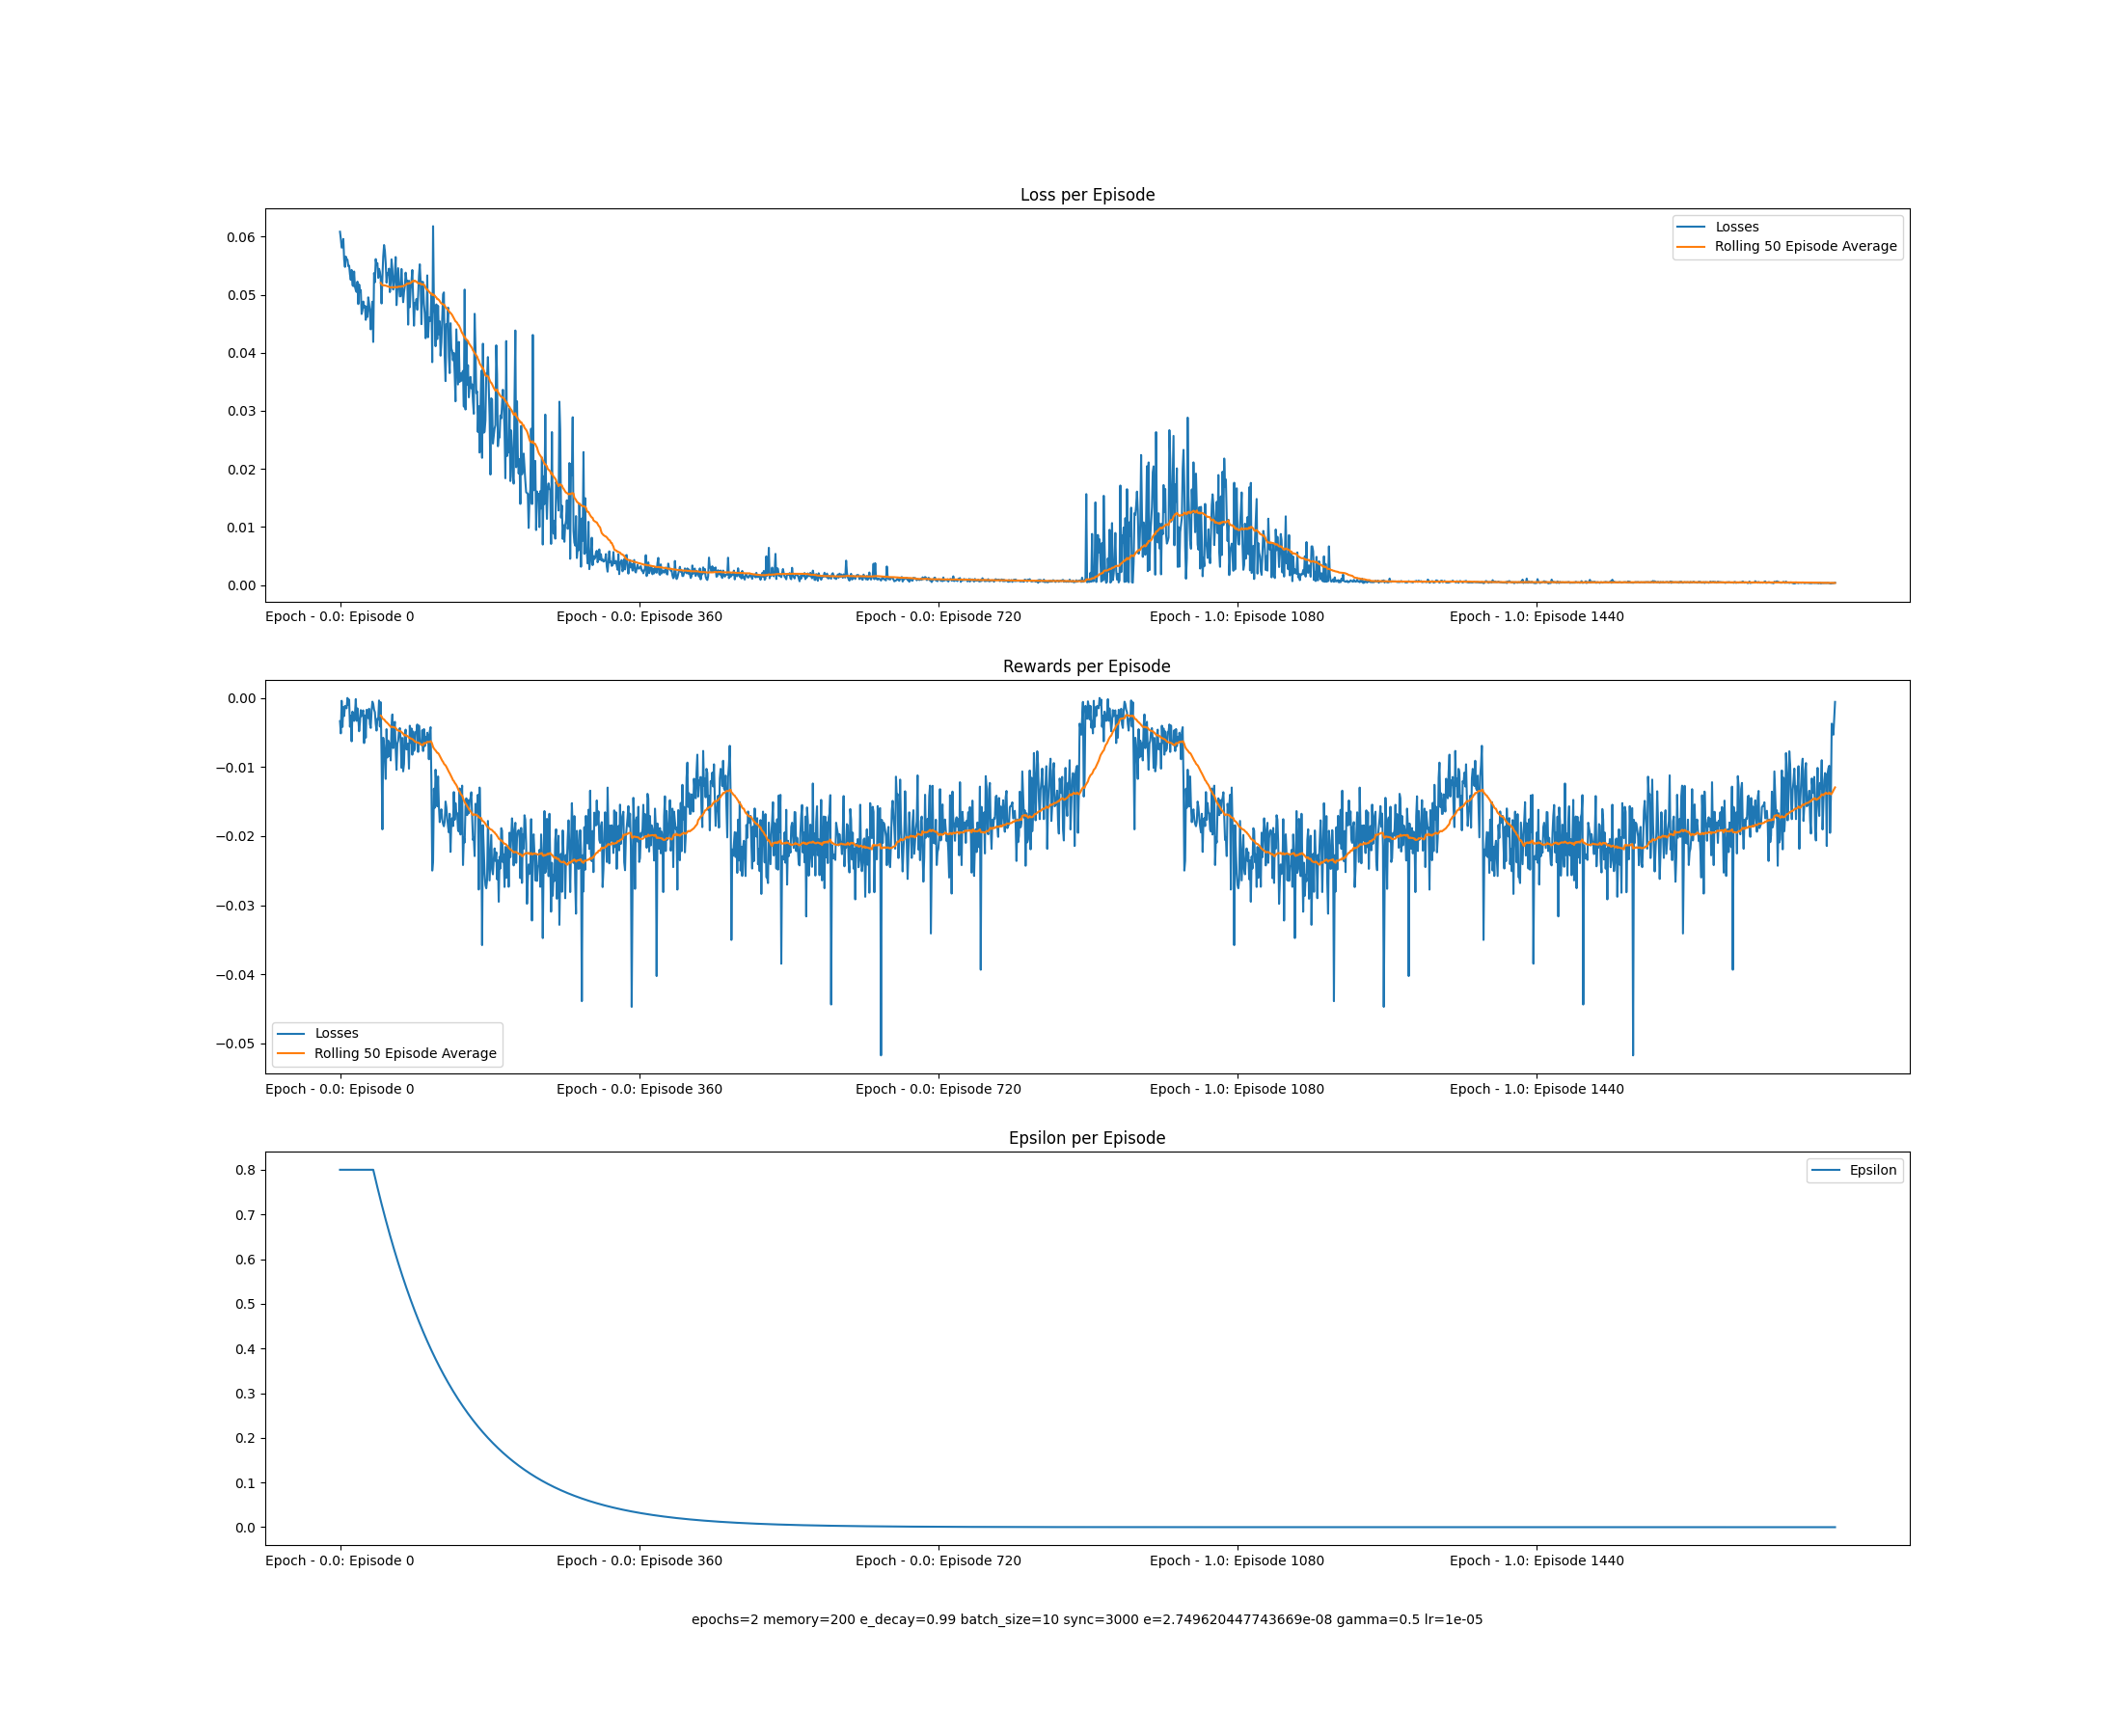 Loss per Episode
Losses
Rolling 50 Episode Average
0.06
0.05
0.04
0.03
0.02
0.01
0.00
Epoch - 0.0: Episode 0 Epoch - 0.0: Episode 360 Epoch - 0.0: Episode 720 Epoch - 1.0: Episode 1080 Epoch - 1.0: Episode 1440
Rewards per Episode
0.00
−0.01
−0.02
−0.03
−0.04
−0.05
Losses
Rolling 50 Episode Average
Epoch - 0.0: Episode 0 Epoch - 0.0: Episode 360 Epoch - 0.0: Episode 720 Epoch - 1.0: Episode 1080 Epoch - 1.0: Episode 1440
Epsilon per Episode
Epsilon
0.8
0.7
0.6
0.5
0.4
0.3
0.2
0.1
0.0
Epoch - 0.0: Episode 0 Epoch - 0.0: Episode 360 Epoch - 0.0: Episode 720 Epoch - 1.0: Episode 1080 Epoch - 1.0: Episode 1440
epochs=2 memory=200 e_decay=0.99 batch_size=10 sync=3000 e=2.749620447743669e-08 gamma=0.5 lr=1e-05